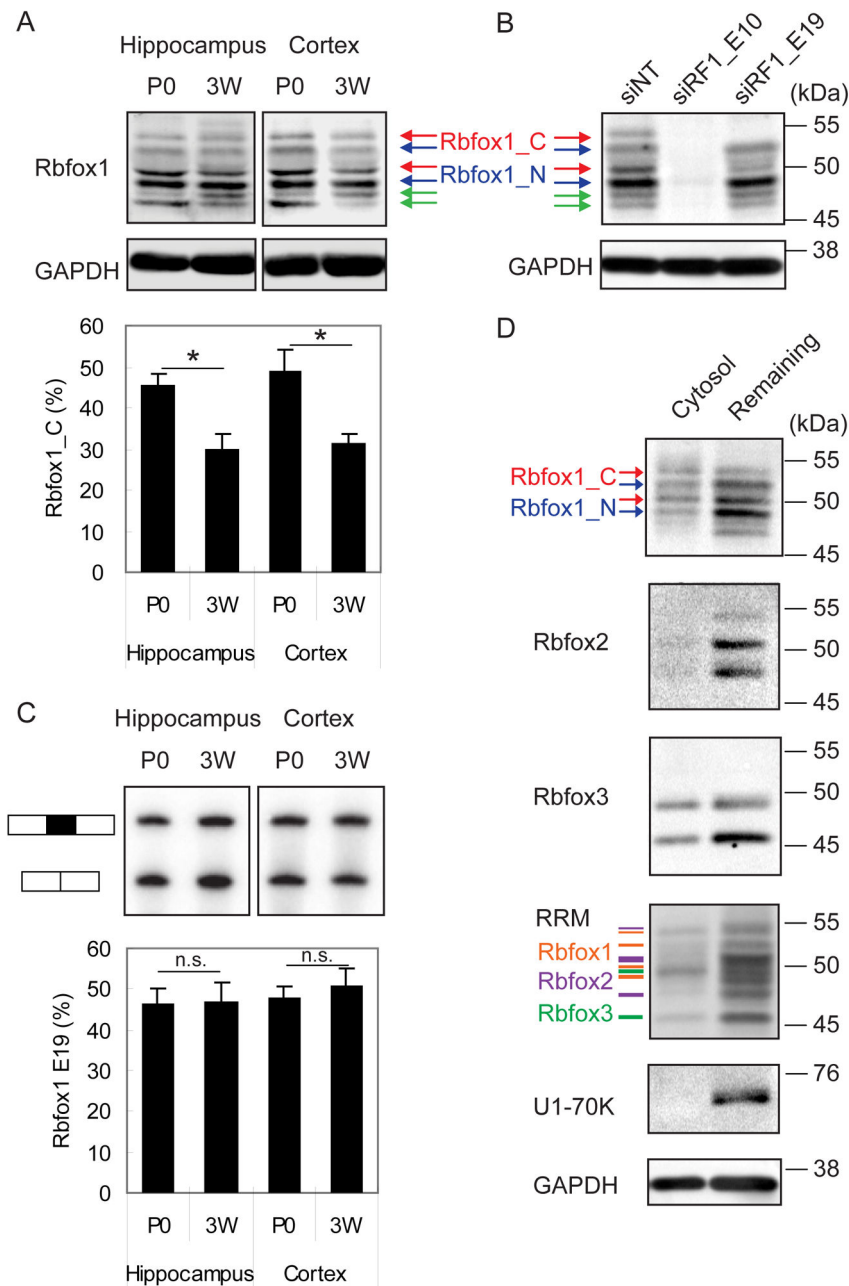 A
Hippocampus Cortex
P0 3W P0 3W
Rbfox1
GAPDH
Rbfox1_C (%)
60
50
40
30
20
10
0
* *
P0 3W P0 3W
Hippocampus Cortex
Rbfox1_C
Rbfox1_N
B
siNT siRF1_E10 siRF1_E19
(kDa)
55
50
45
38
GAPDH
C
Hippocampus Cortex
P0 3W P0 3W
Rbfox1 E19 (%)
60
50
40
30
20
10
0
n.s. n.s.
P0 3W P0 3W
Hippocampus Cortex
D
Cytosol Remaining
(kDa)
Rbfox1_C
Rbfox1_N
55
50
45
Rbfox2
55
50
45
Rbfox3
55
50
45
RRM
Rbfox1
Rbfox2
Rbfox3
55
50
45
U1-70K
76
GAPDH
38